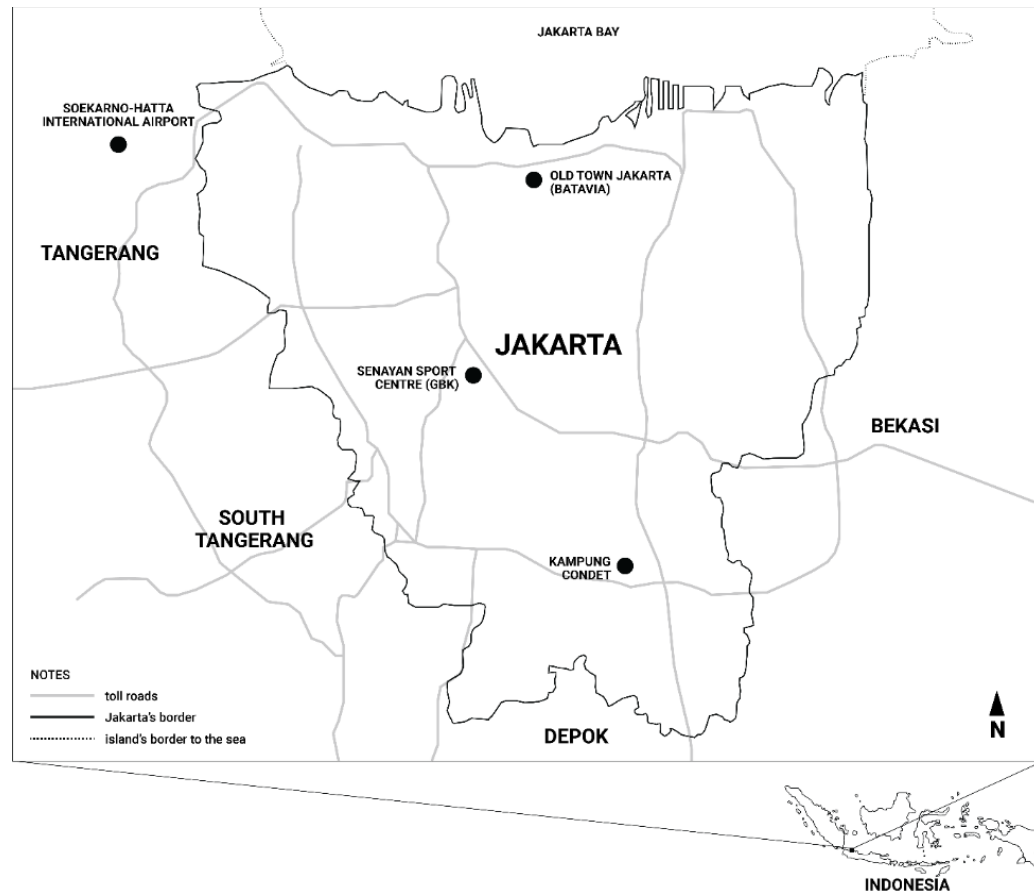 JAKARTA BAY
SOEKARNO-HATTA
INTERNATIONAL AIRPORT
OLD TOWN JAKARTA
(BATAVIA)
TANGERANG
JAKARTA
SENAYAN SPORT
CENTRE (GBK)
BEKASI
SOUTH
TANGERANG
KAMPUNG
CONDET
NOTES
toll roads
Jakarta's border
island's border to the sea
DEPOK
N
INDONESIA